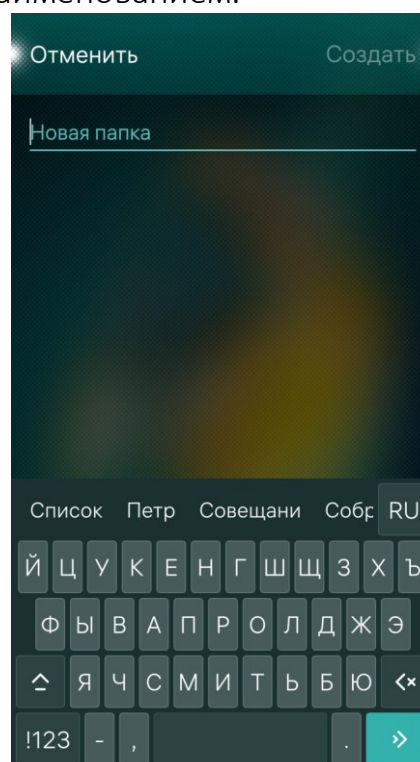 аименованием.
Отменить Создать
Новая папка
Список Петр Совещани Собр RU
Й Ц У К Е Н Г Ш Щ З Х Ъ
Ф Ы В А П Р О Л Д Ж Э
Я Ч С М И Т Ь Б Ю
!123 - , .